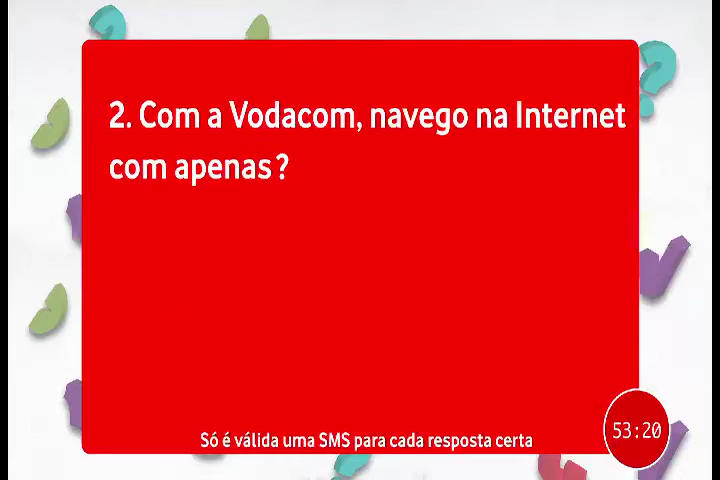 2. Com a Vodacom, navego na Internet
com apenas?
53:20
Só é válida uma SMS para cada resposta certa